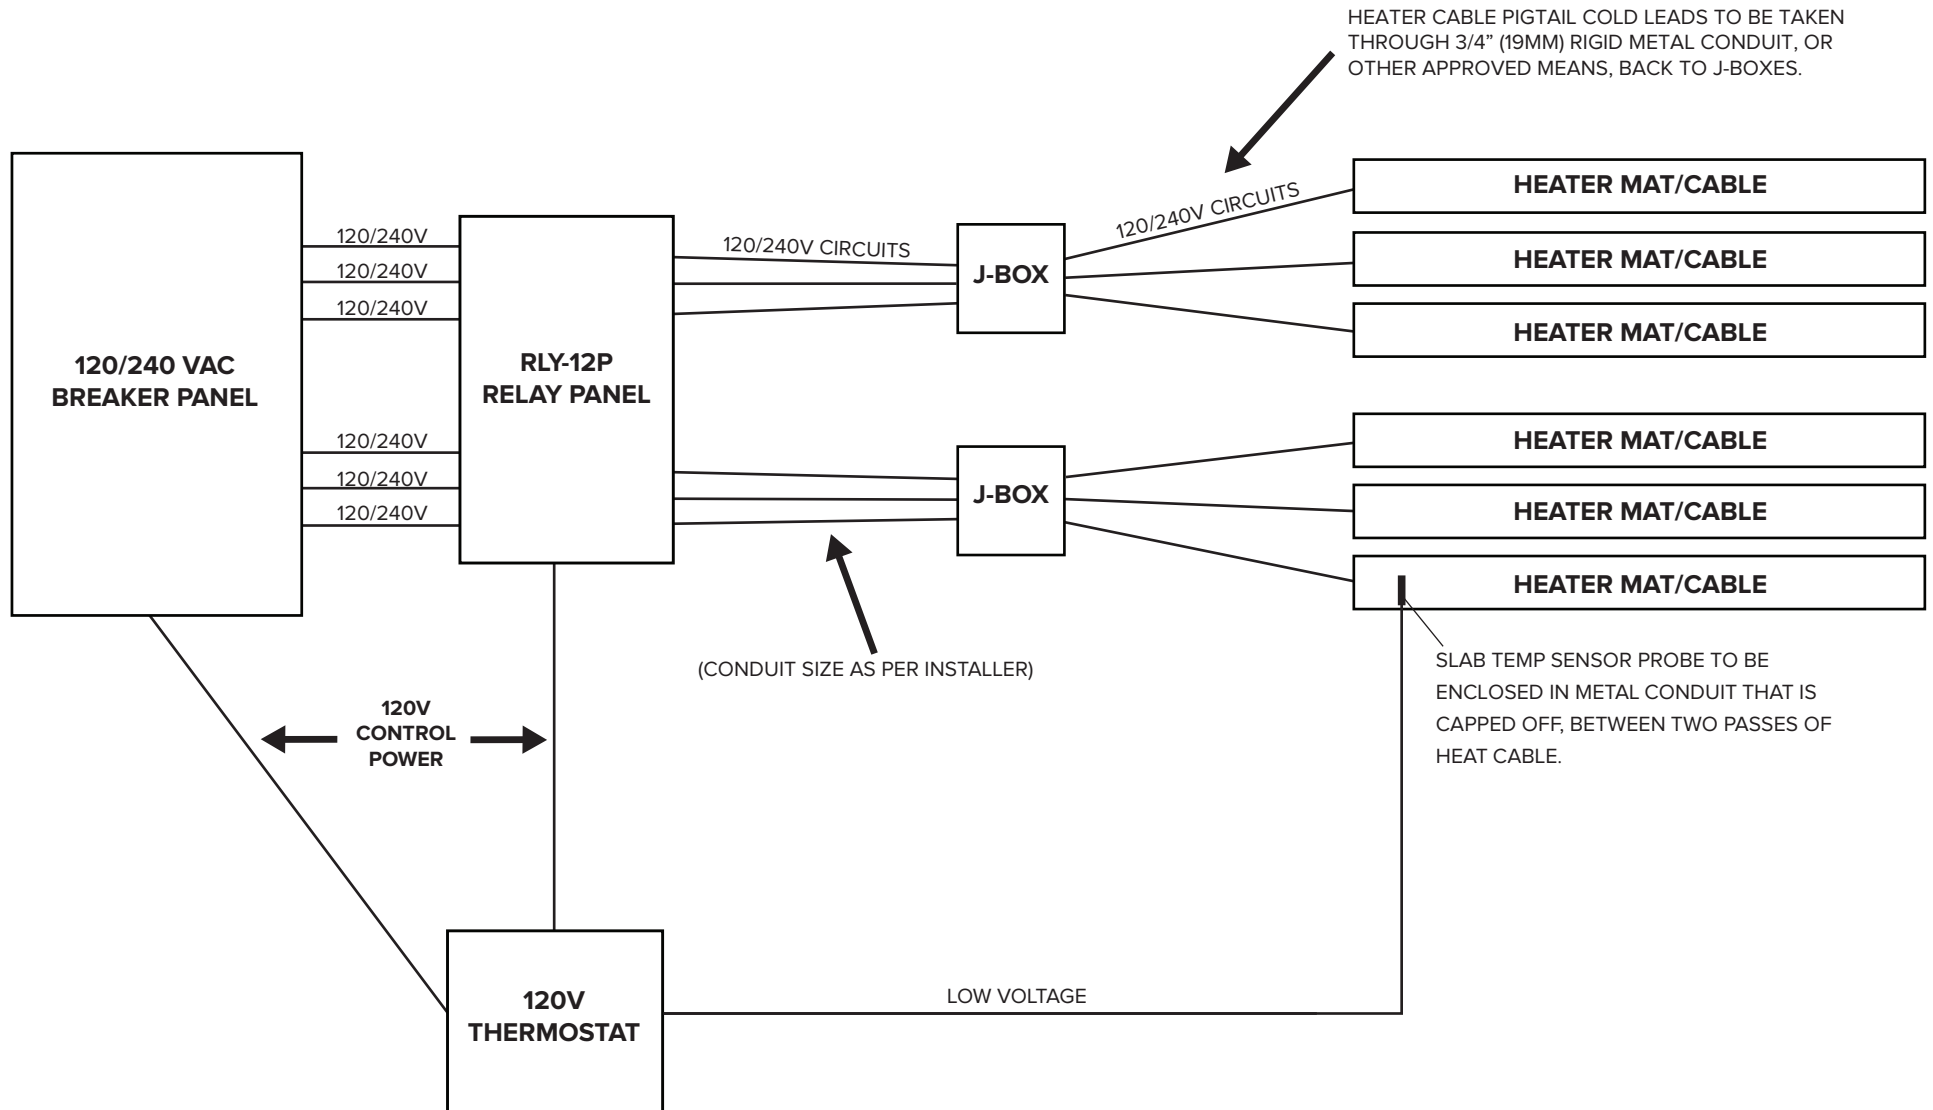 HEATER CABLE PIGTAIL COLD LEADS TO BE TAKEN
THROUGH 3/4” (19MM) RIGID METAL CONDUIT, OR
OTHER APPROVED MEANS, BACK TO J-BOXES.
120/240 VAC
BREAKER PANEL
120/240V
120/240V
120/240V
120/240V
120/240V
120/240V
RLY-12P
RELAY PANEL
120/240V CIRCUITS
J-BOX
J-BOX
120/240V CIRCUITS
HEATER MAT/CABLE
HEATER MAT/CABLE
HEATER MAT/CABLE
HEATER MAT/CABLE
HEATER MAT/CABLE
HEATER MAT/CABLE
(CONDUIT SIZE AS PER INSTALLER)
SLAB TEMP SENSOR PROBE TO BE
ENCLOSED IN METAL CONDUIT THAT IS
CAPPED OFF, BETWEEN TWO PASSES OF
HEAT CABLE.
120V
CONTROL
POWER
120V
THERMOSTAT
LOW VOLTAGE